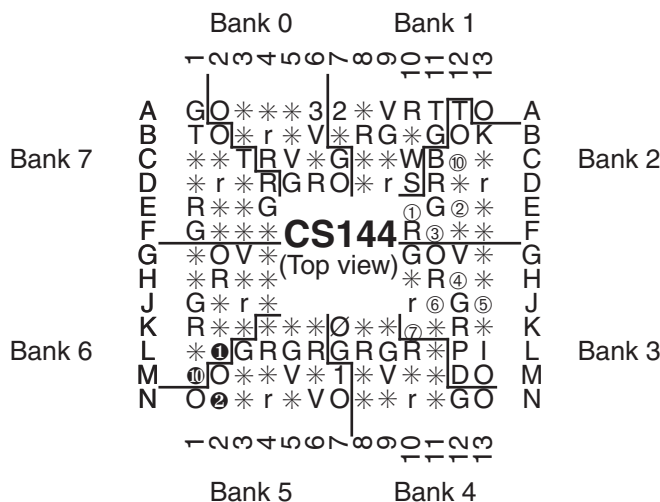 Bank 0 Bank 1
1 2 3 4 5 6 7 8 9 10 11 12 13
A G O * * * 3 2 * V R T T O A
B T O * r * V * R G * G O K B
Bank 7 C * * T R V * G * * W B ⑩ * C Bank 2
D * r * R G R O * r S R * r D
E R * * G ① G ② * E
F G * * * CS144 R ③ * * F
G * O V * (Top view) G O V * G
H * R * * * R ④ * H
J G * r * r ⑥ G ⑤ J
K R * * * * * Ø * * ⑦ * R * K
Bank 6 L * ❶ G R G R G R G R * P I L Bank 3
M ❿ O * * V * 1 * V * * D O M
N O ❷ * r * V O * * r * G O N
1 2 3 4 5 6 7 8 9 10 11 12 13
Bank 5 Bank 4